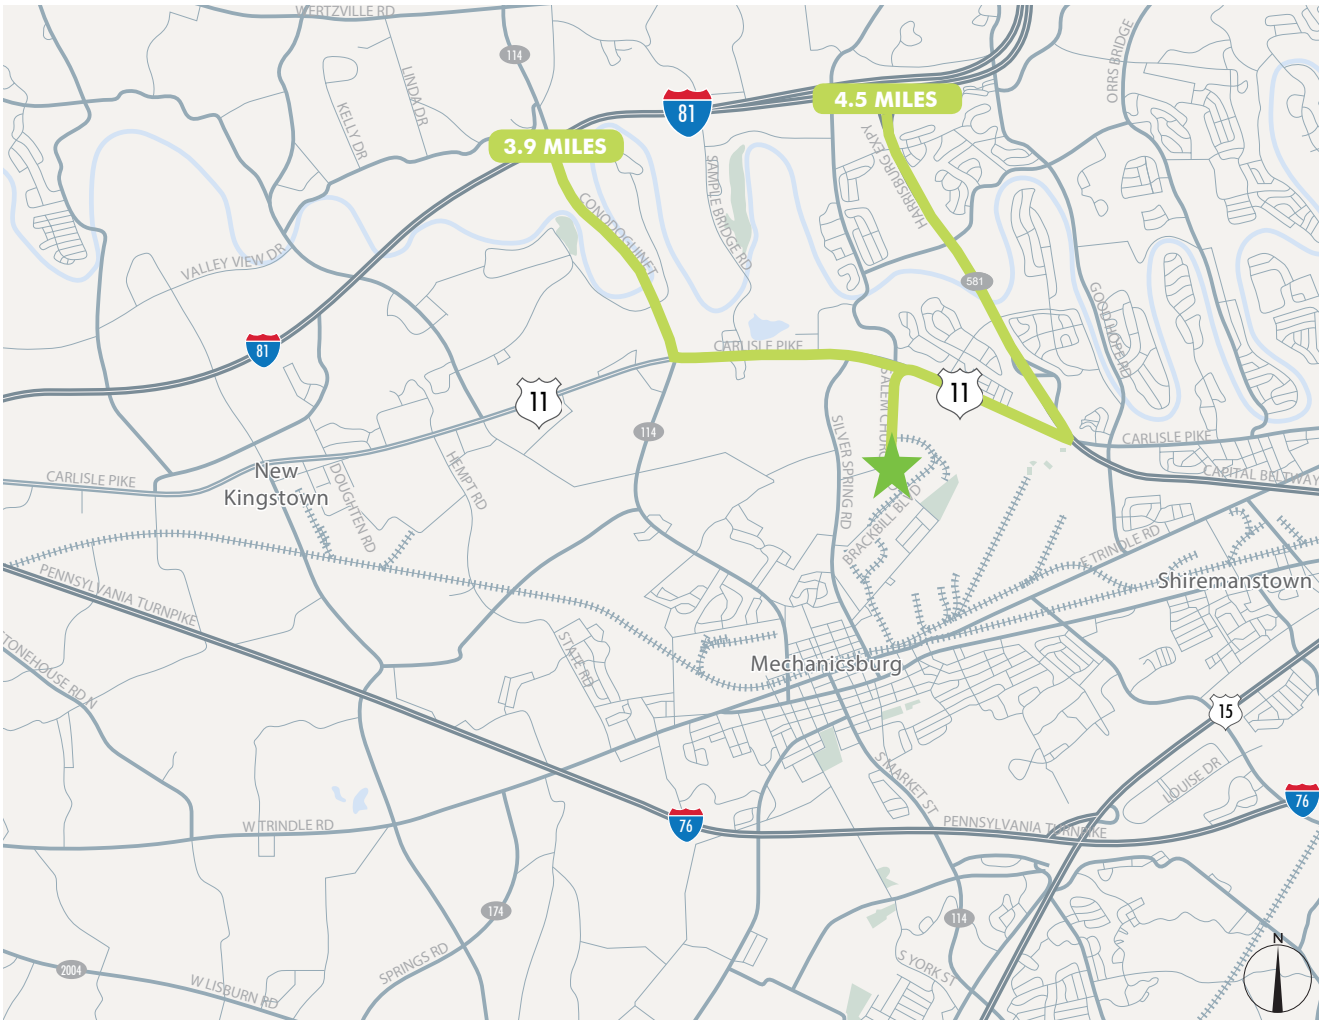 WERTZVILLE RD
114
LINDA DR
KELLY DR
ORRS BRIDGE
81
4.5 MILES
3.9 MILES
HARRISBURG EXPY
SAMPLE BRIDGE RD
CONODOGUINET
VALLEY VIEW DR
581
GOOD HOPE RD
81
CARLISLE PIKE
11
11
SALEM CHURC
SILVER SPRING RD
114
CARLISLE PIKE
CAPITAL BELTWAY
CARLISLE PIKE
New
Kingstown
DOUGHTEN RD
HEMPT RD
BRACKBILL BLVD
E TRINDLE RD
Shiremanstown
PENNSYLVANIA TURNPIKE
TONEHOUSE RD N
STATE RD
Mechanicsburg
15
S MARKET ST
LOUISE DR
76
76
W TRINDLE RD
PENNSYLVANIA TURNPIKE
174
114
SPRINGS RD
S YORK ST
2004
W LISBURN RD
N